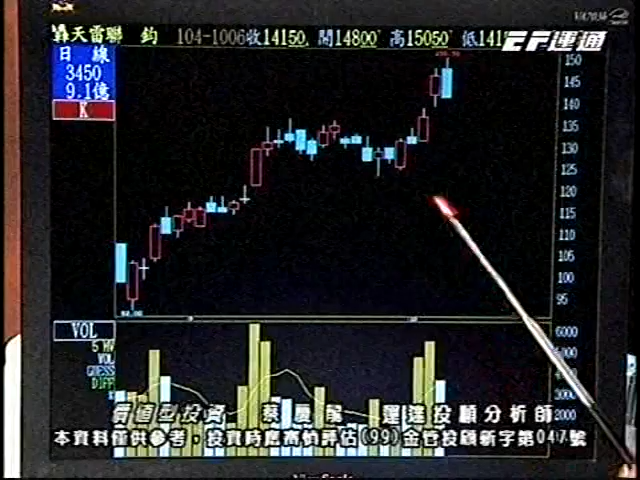 聯 鈞 104-1006收14150, 開14800 高15050 低141
EF運通
日 線
3450
9.1億
K
150
145
140
135
130
125
120
115
110
105
100
95
VOL
VOL
GUESS
DIFF
6000
5000
4000
3000
2000
價值型投資 蔡慶龍 運達投顧分析師
本資料僅供參考，投資時應審慎評估(99)金管投顧新字第047號